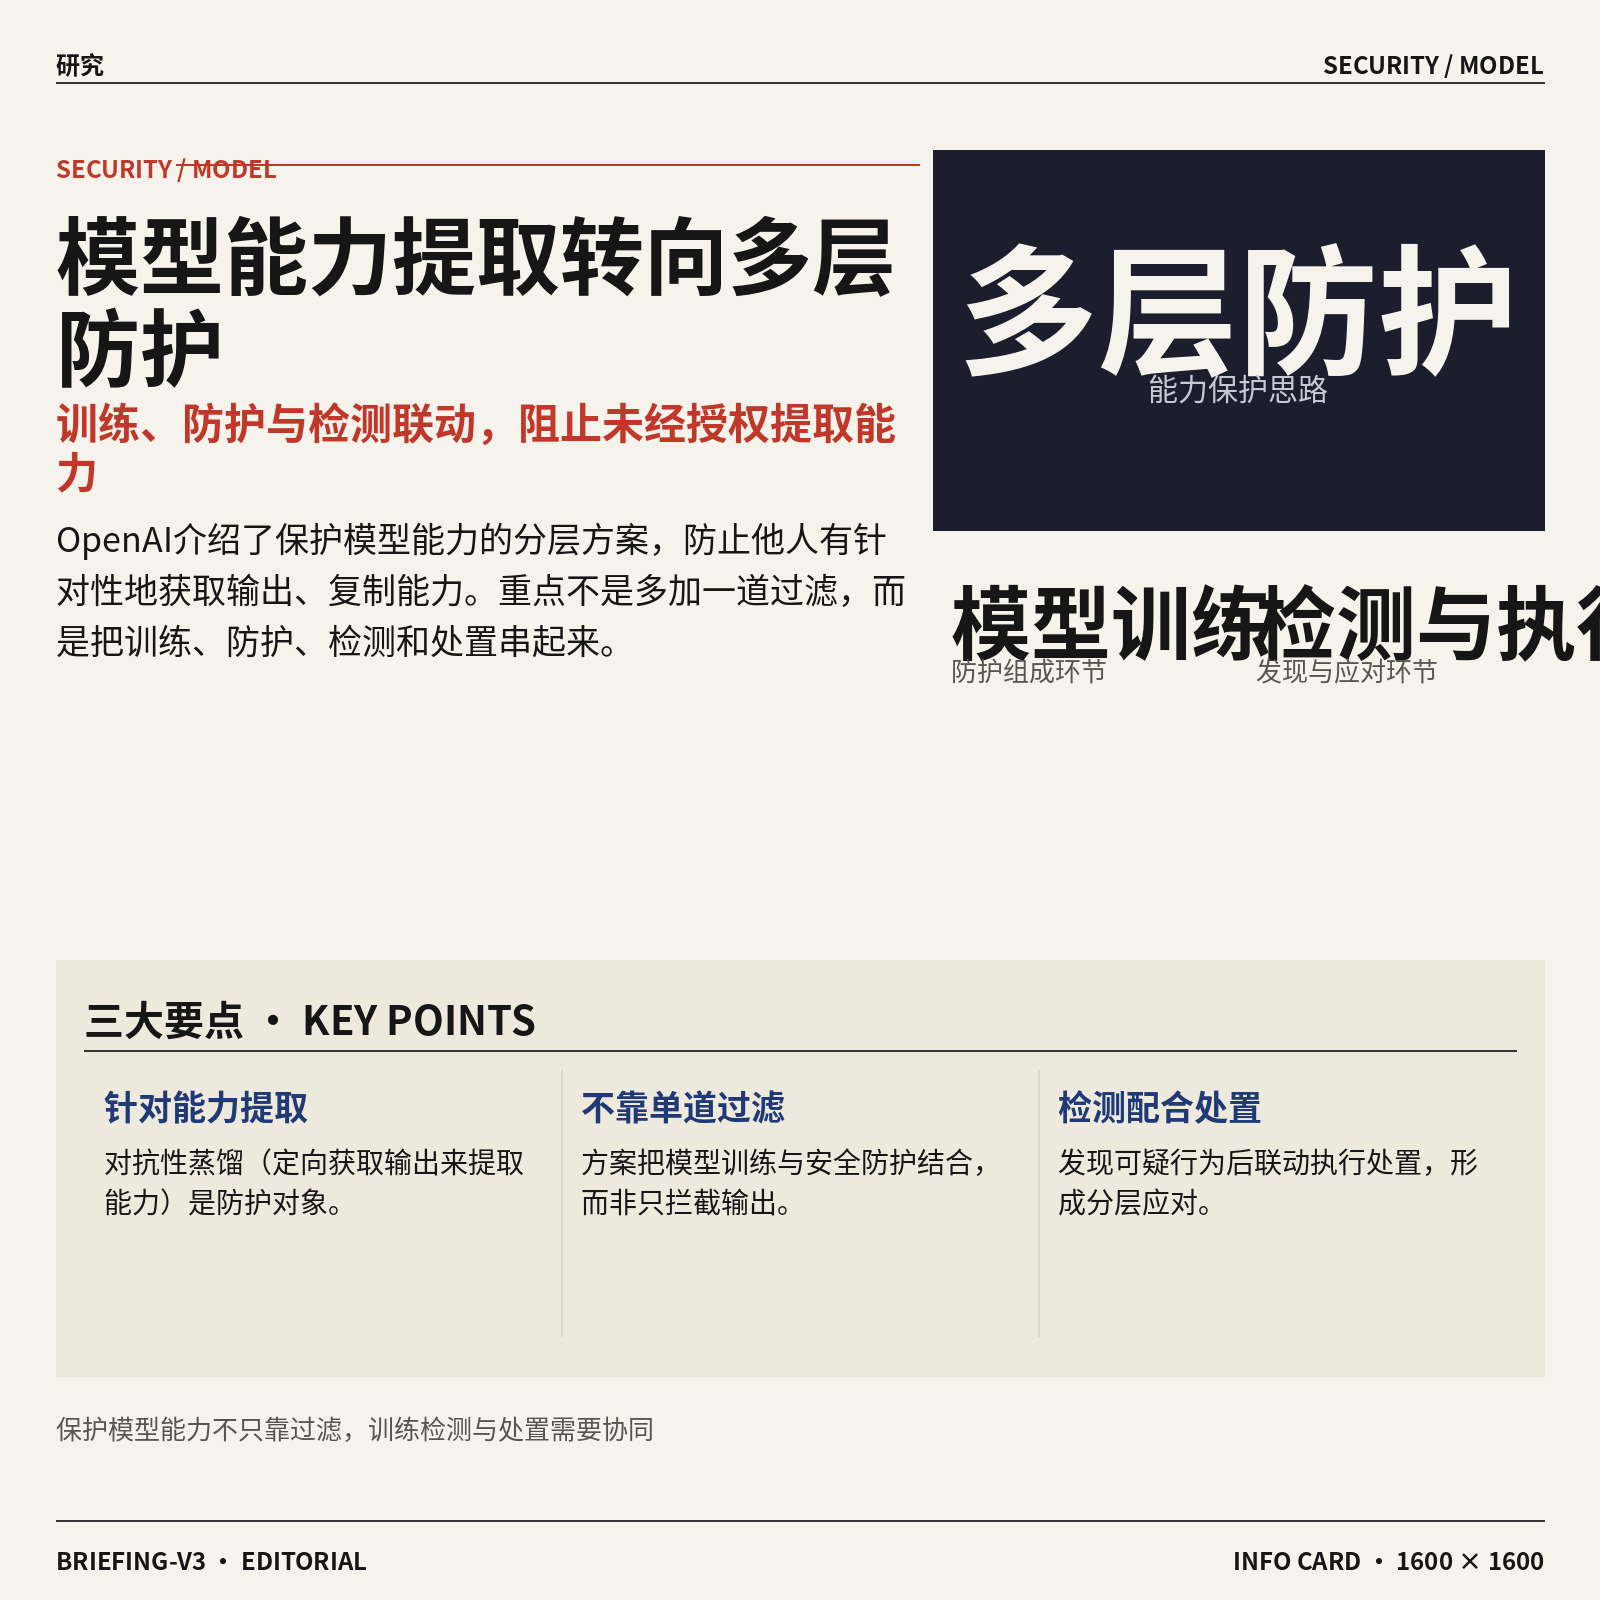 研究
SECURITY / MODEL
SECURITY / MODEL
模型能力提取转向多层
防护
训练、防护与检测联动，阻止未经授权提取能
力
OpenAI介绍了保护模型能力的分层方案，防止他人有针
对性地获取输出、复制能力。重点不是多加一道过滤，而
是把训练、防护、检测和处置串起来。
多层防护
能力保护思路
模型训练
防护组成环节
检测与执
发现与应对环节
三大要点 · KEY POINTS
针对能力提取
对抗性蒸馏（定向获取输出来提取
能力）是防护对象。
不靠单道过滤
方案把模型训练与安全防护结合，
而非只拦截输出。
检测配合处置
发现可疑行为后联动执行处置，形
成分层应对。
保护模型能力不只靠过滤，训练检测与处置需要协同
BRIEFING-V3 · EDITORIAL
INFO CARD · 1600 × 1600